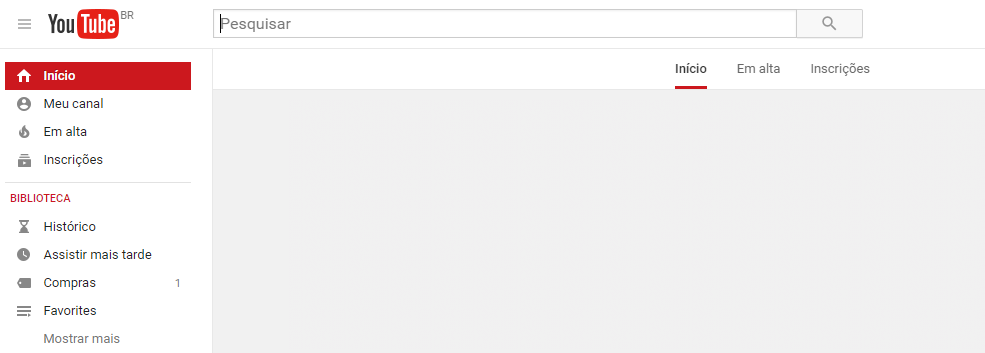 YouTube BR
Pesquisar
Início Em alta Inscrições
Início
Meu canal
Em alta
Inscrições
BIBLIOTECA
Histórico
Assistir mais tarde
Compras 1
Favorites
Mostrar mais